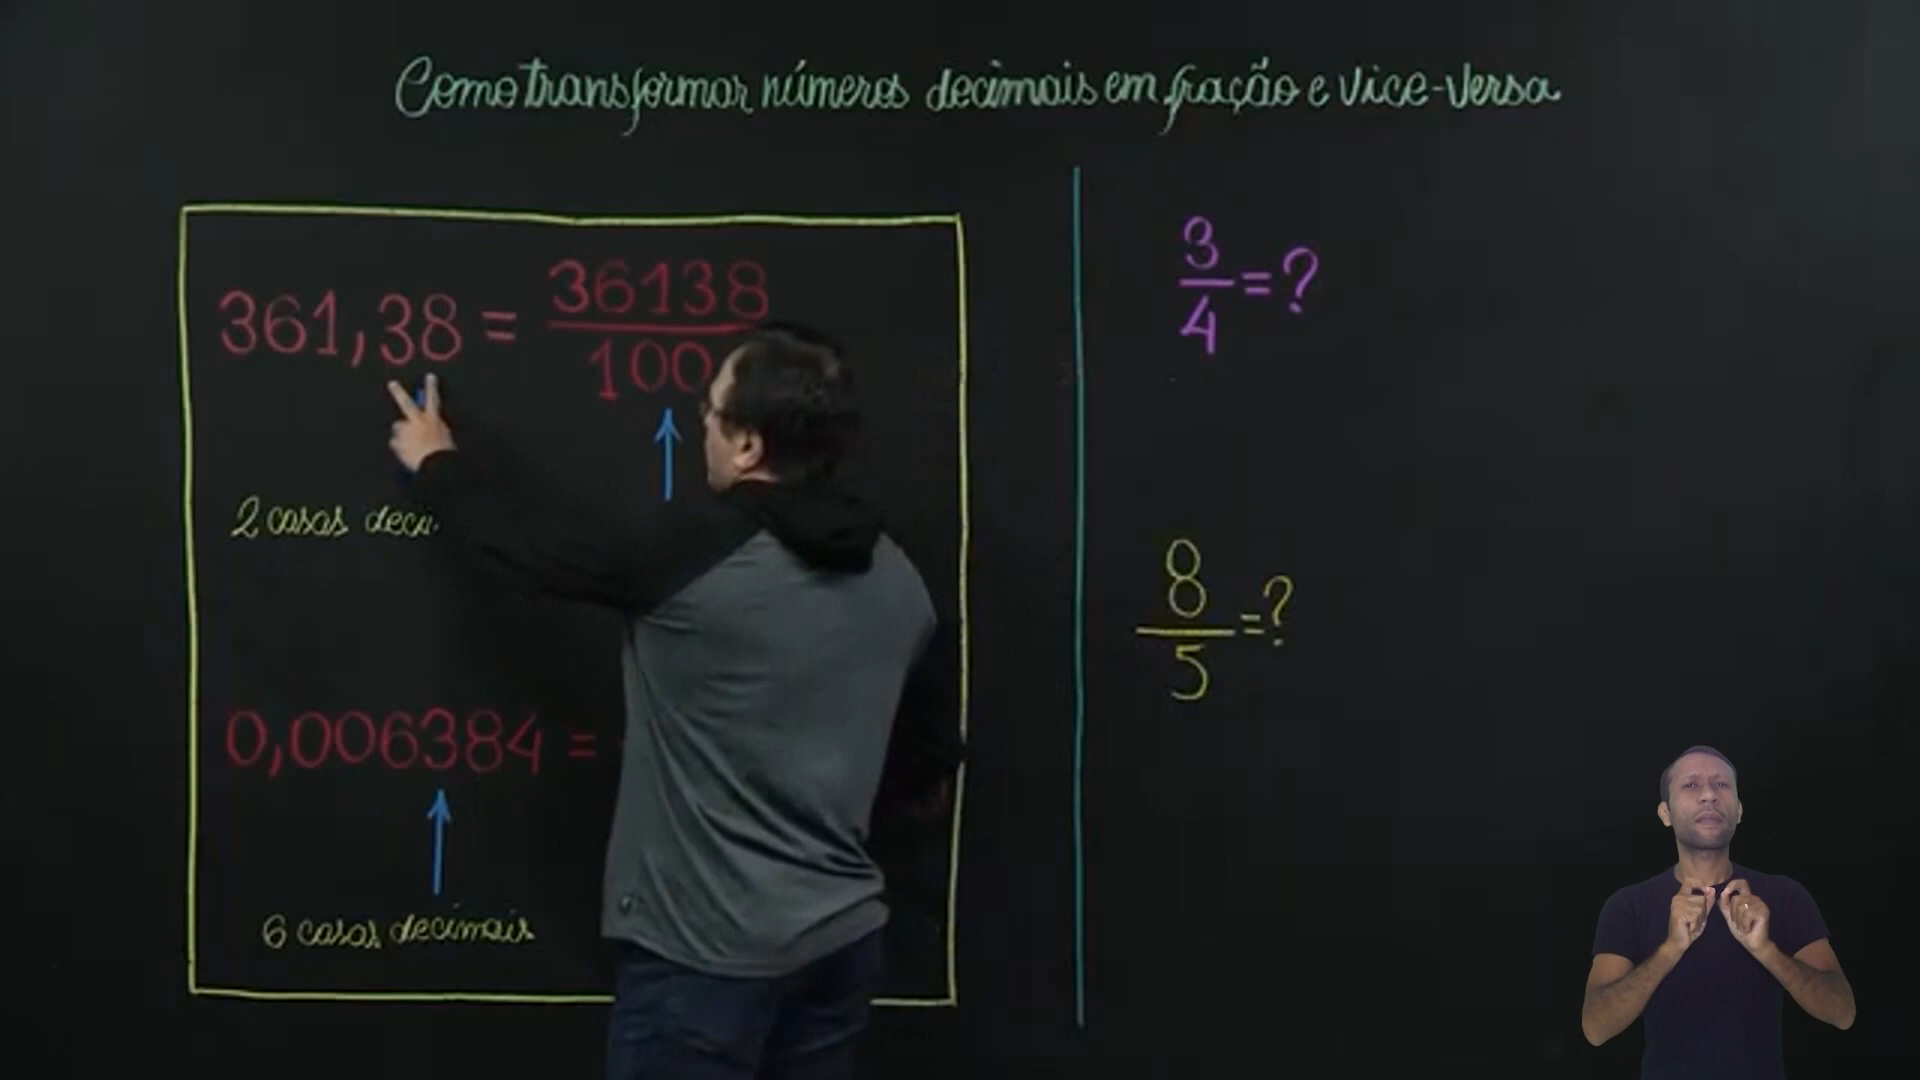 Como transformar números decimais em fração e vice-versa
361,38 = 36138
100
2 casas deci
0,006384 =
6 casas decimais
3
4
= ?
8
5
= ?